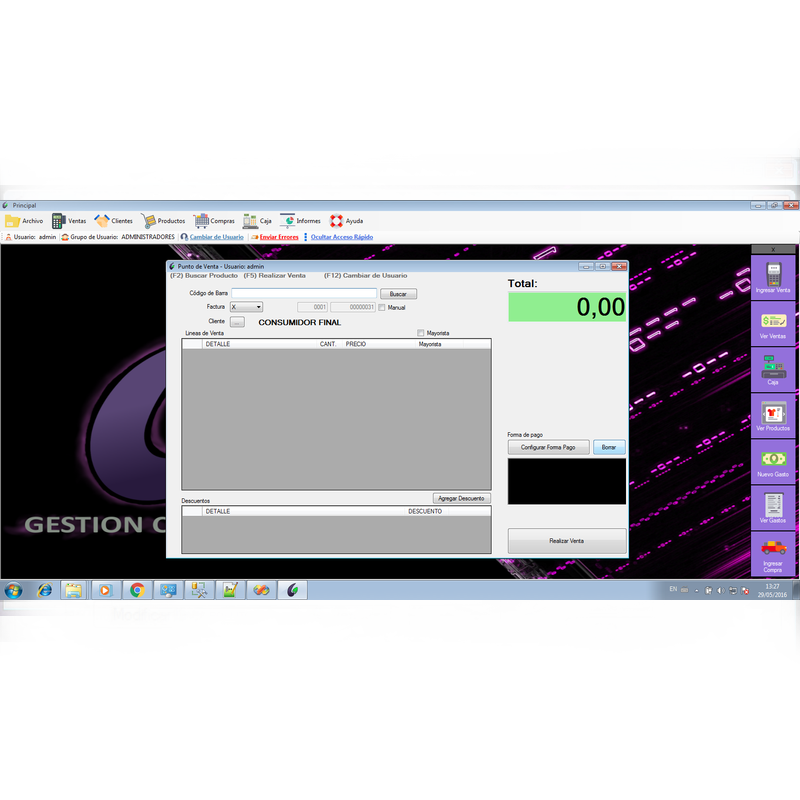 Principal
Archivo Ventas Clientes Productos Compras Caja Informes Ayuda
Usuario: admin Grupo de Usuario: ADMINISTRADORES Cambiar de Usuario Enviar Errores Ocultar Acceso Rápido
X
Punto de Venta - Usuario: admin
(F2) Buscar Producto (F5) Realizar Venta (F12) Cambiar de Usuario
Código de Barra Buscar
Factura X 0001 00000031 Manual
Cliente ... CONSUMIDOR FINAL
Lineas de Venta Mayorista
DETALLE CANT. PRECIO Mayorista
Total:
0,00
Forma de pago
Configurar Forma Pago Borrar
Descuentos Agregar Descuento
DETALLE DESCUENTO
Realizar Venta
GESTION C
Ingresar Venta
Ver Ventas
Caja
Ver Productos
Nuevo Gasto
Ver Gastos
Ingresar
Compra
EN
13:27
29/05/2016